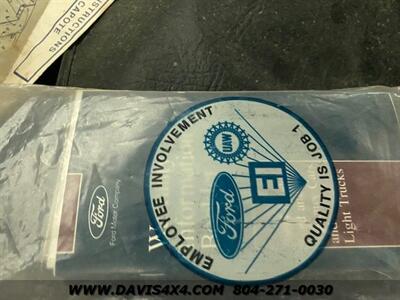 INSTRUCTIONS
CAPOTE
EMPLOYEE INVOLVEMENT
UAW
EI
Ford
QUALITY IS JOB 1
Ford
Ford Motor Company
and
Light Trucks
WWW.DAVIS4X4.COM 804-271-0030